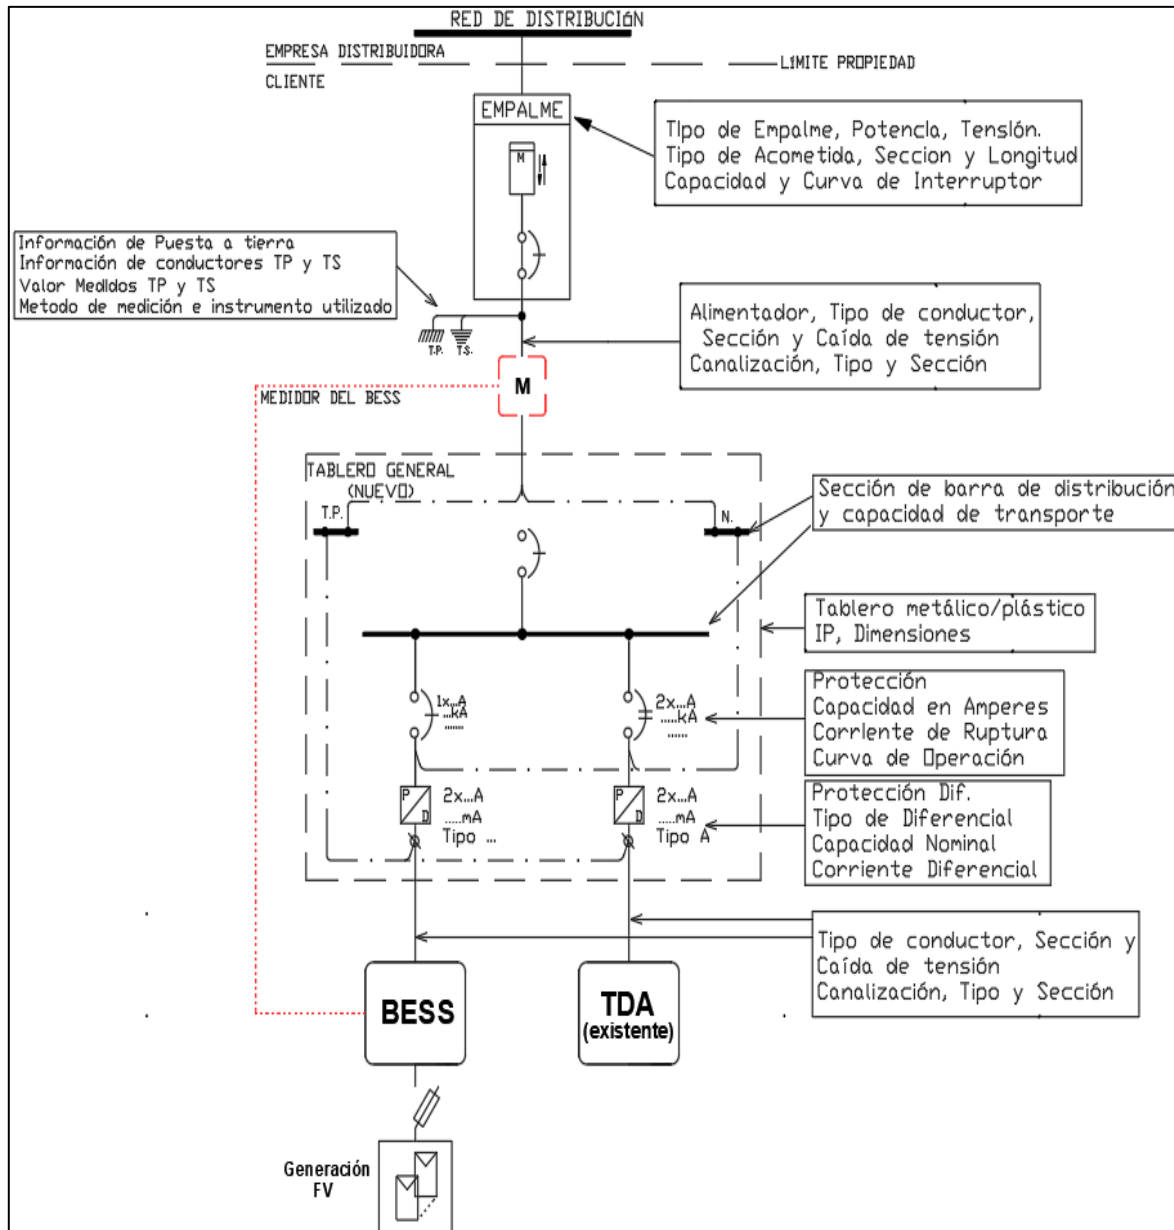 RED DE DISTRIBUCIóN
EMPRESA DISTRIBUIDORA
LíMITE PROPIEDAD
CLIENTE
EMPALME
M
Tipo de Empalme, Potencia, Tensión.
Tipo de Acometida, Seccion y Longitud
Capacidad y Curva de Interruptor
Información de Puesta a tierra
Información de conductores TP y TS
Valor Medidos TP y TS
Metodo de medición e instrumento utilizado
T.P. T.S.
Alimentador, Tipo de conductor,
Sección y Caída de tensión
Canalización, Tipo y Sección
M
MEDIDOR DEL BESS
TABLERO GENERAL
(NUEVO)
T.P.
N.
Sección de barra de distribución
y capacidad de transporte
Tablero metálico/plástico
IP, Dimensiones
1x...A
...kA
.......
2x...A
.....kA
......
Protección
Capacidad en Amperes
Corriente de Ruptura
Curva de Operación
P
D
2x...A
.....mA
Tipo ...
P
D
2x...A
.....mA
Tipo A
Protección Dif.
Tipo de Diferencial
Capacidad Nominal
Corriente Diferencial
Tipo de conductor, Sección y
Caída de tensión
Canalización, Tipo y Sección
BESS
TDA
(existente)
Generación
FV